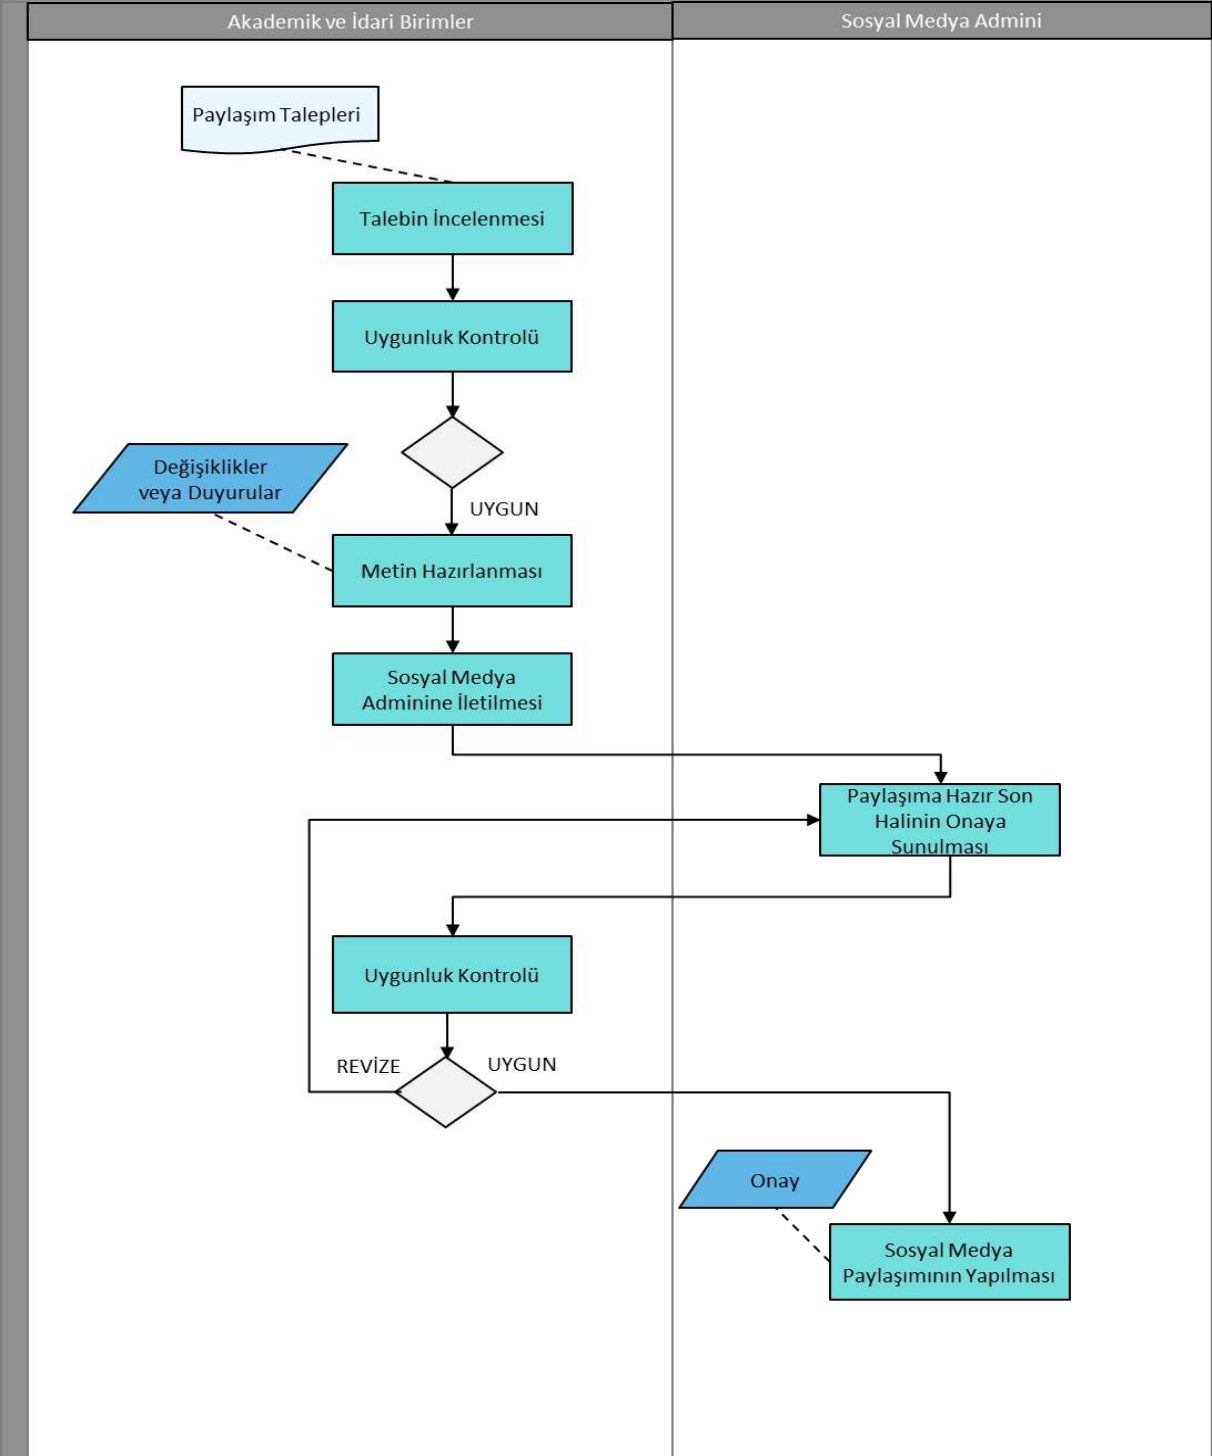 Akademik ve İdari Birimler
Sosyal Medya Admini
Paylaşım Talepleri
Talebin İncelenmesi
Uygunluk Kontrolü
Değişiklikler
veya Duyurular
UYGUN
Metin Hazırlanması
Sosyal Medya
Adminine İletilmesi
Paylaşıma Hazır Son
Halinin Onaya
Sunulması
Uygunluk Kontrolü
REVİZE
UYGUN
Onay
Sosyal Medya
Paylaşımının Yapılması